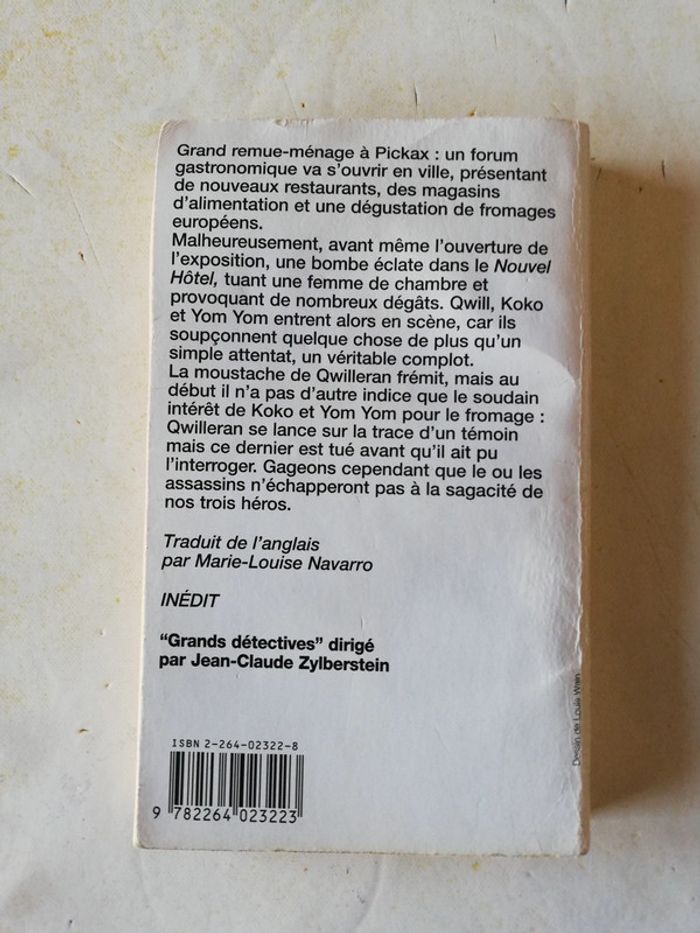 Grand remue-ménage à Pickax : un forum
gastronomique va s'ouvrir en ville, présentant
de nouveaux restaurants, des magasins
d'alimentation et une dégustation de fromages
européens.
Malheureusement, avant même l'ouverture de
l'exposition, une bombe éclate dans le Nouvel
Hôtel, tuant une femme de chambre et
provoquant de nombreux dégâts. Qwill, Koko
et Yom Yom entrent alors en scène, car ils
soupçonnent quelque chose de plus qu'un
simple attentat, un véritable complot.
La moustache de Qwilleran frémit, mais au
début il n'a pas d'autre indice que le soudain
intérêt de Koko et Yom Yom pour le fromage :
Qwilleran se lance sur la trace d'un témoin
mais ce dernier est tué avant qu'il ait pu
l'interroger. Gageons cependant que le ou les
assassins n'échapperont pas à la sagacité de
nos trois héros.
Traduit de l'anglais
par Marie-Louise Navarro
INÉDIT
“Grands détectives” dirigé
par Jean-Claude Zylberstein
Dessin de Louis Wain
ISBN 2-264-02322-8
9 782264 023223